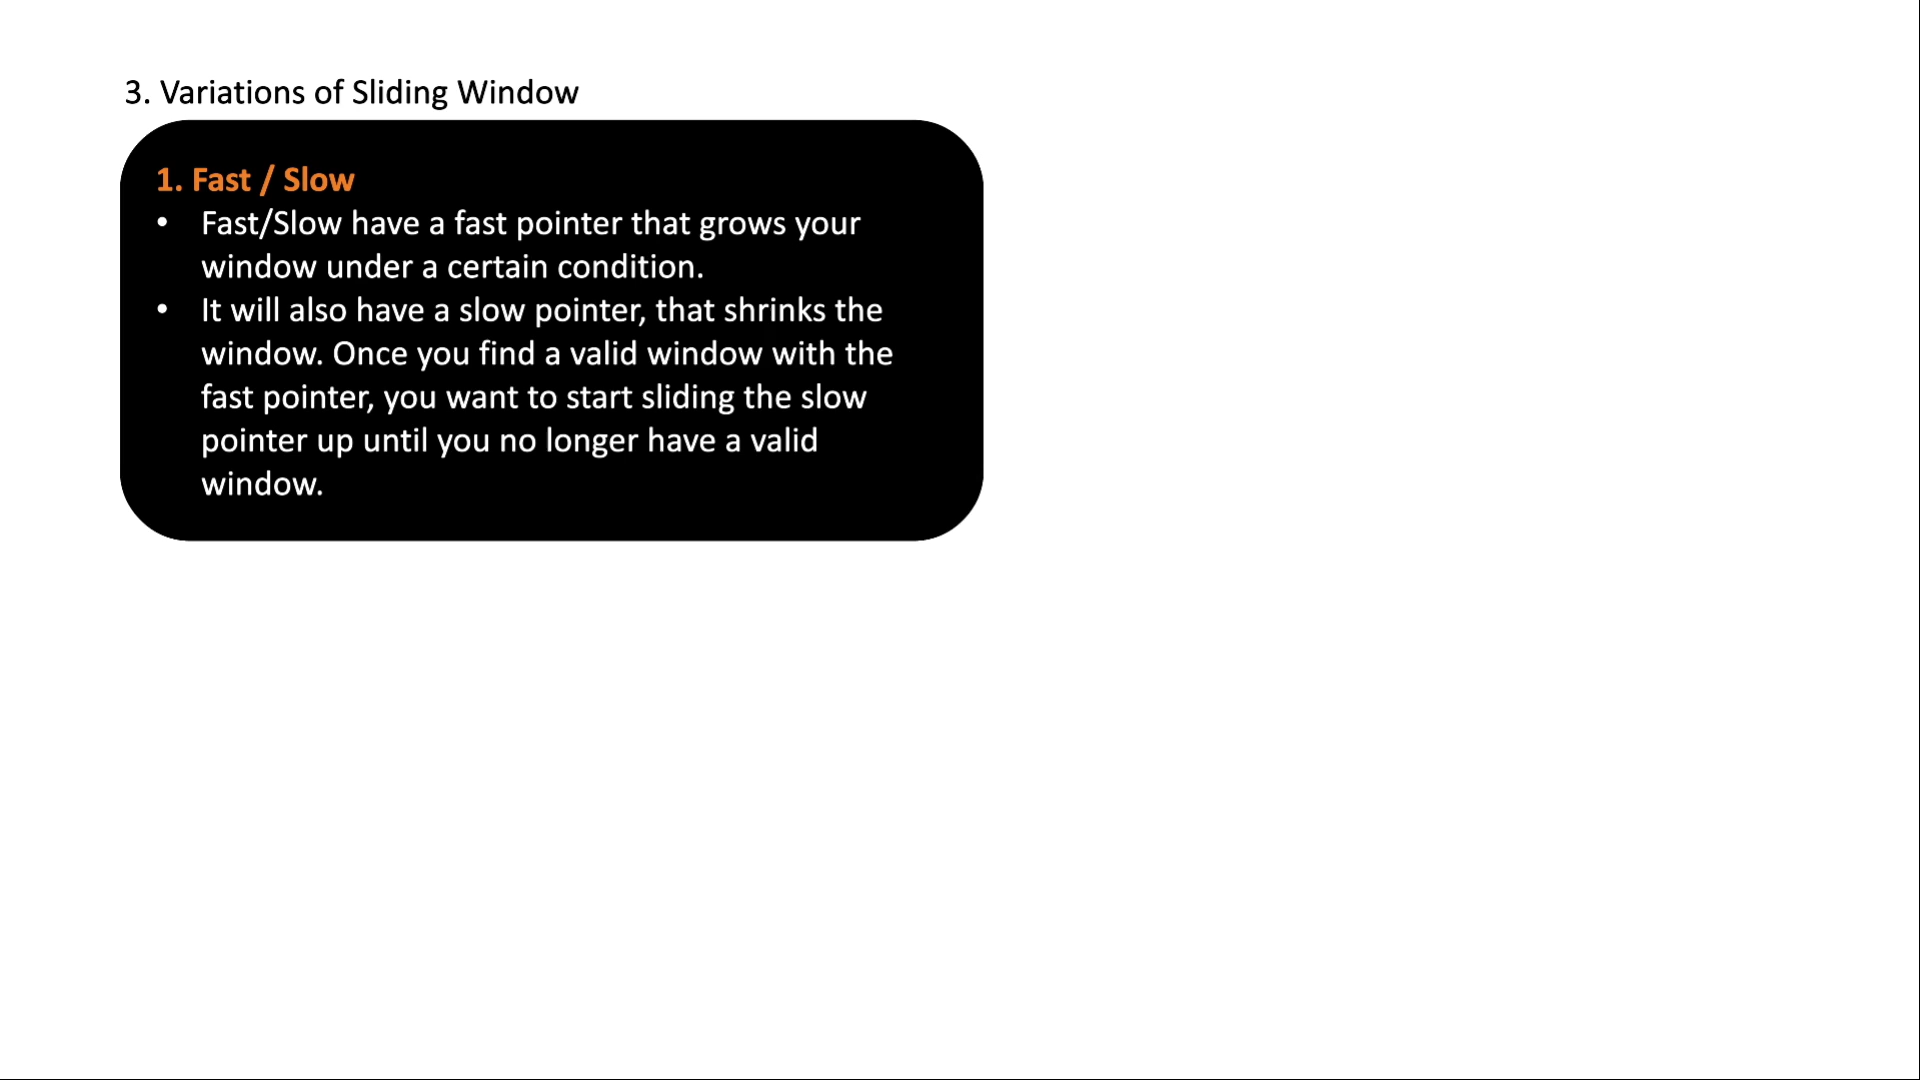 3. Variations of Sliding Window
1. Fast / Slow
• Fast/Slow have a fast pointer that grows your
window under a certain condition.
• It will also have a slow pointer, that shrinks the
window. Once you find a valid window with the
fast pointer, you want to start sliding the slow
pointer up until you no longer have a valid
window.